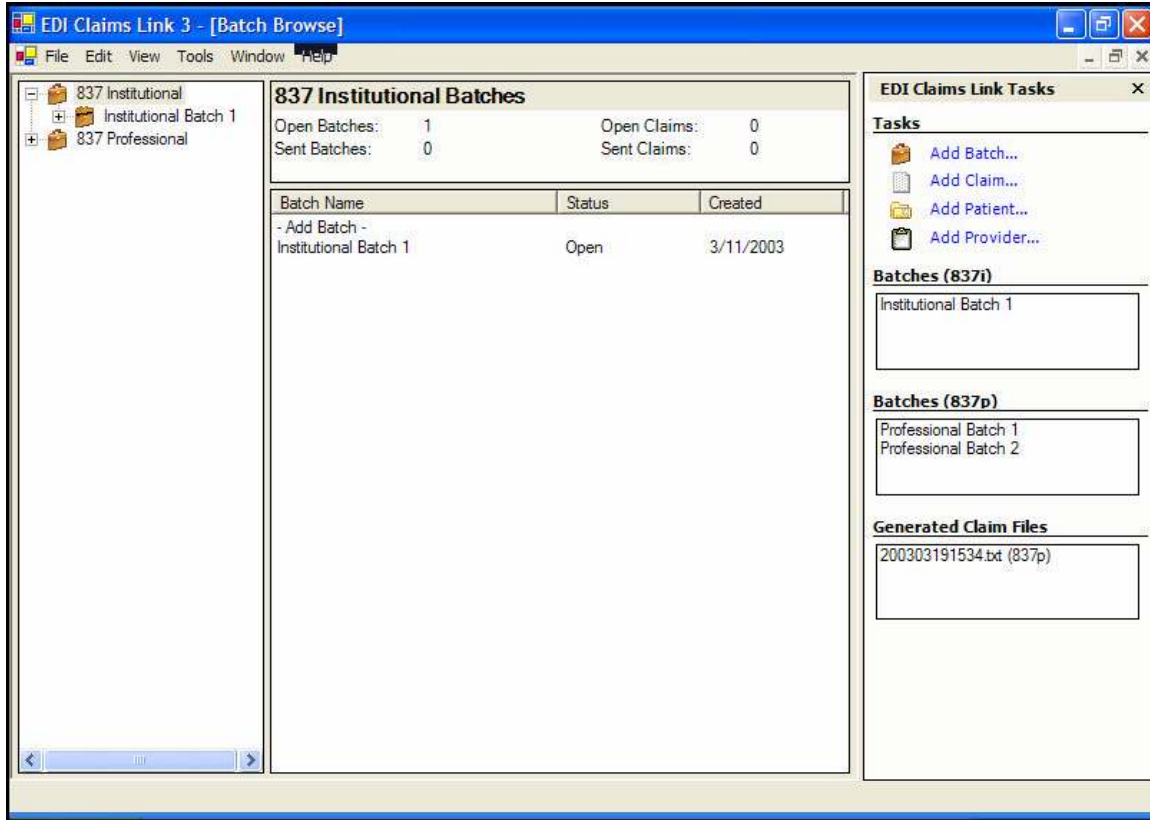 EDI Claims Link 3 - [Batch Browse]
File Edit View Tools Window Help
837 Institutional
Institutional Batch 1
837 Professional
837 Institutional Batches
Open Batches: 1 Open Claims: 0
Sent Batches: 0 Sent Claims: 0
Batch Name Status Created
- Add Batch -
Institutional Batch 1 Open 3/11/2003
EDI Claims Link Tasks
Tasks
Add Batch...
Add Claim...
Add Patient...
Add Provider...
Batches (837i)
Institutional Batch 1
Batches (837p)
Professional Batch 1
Professional Batch 2
Generated Claim Files
200303191534.txt (837p)